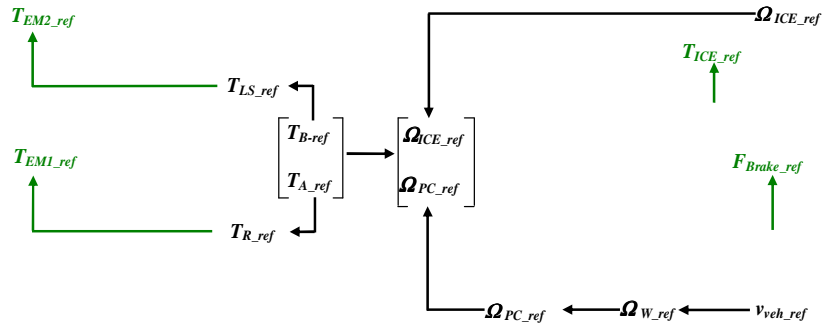 T_EM2_ref
Ω_ICE_ref
T_ICE_ref
T_LS_ref
T_B-ref
Ω_ICE_ref
T_EM1_ref
F_Brake_ref
T_A_ref
Ω_PC_ref
T_R_ref
Ω_PC_ref
Ω_W_ref
v_veh_ref